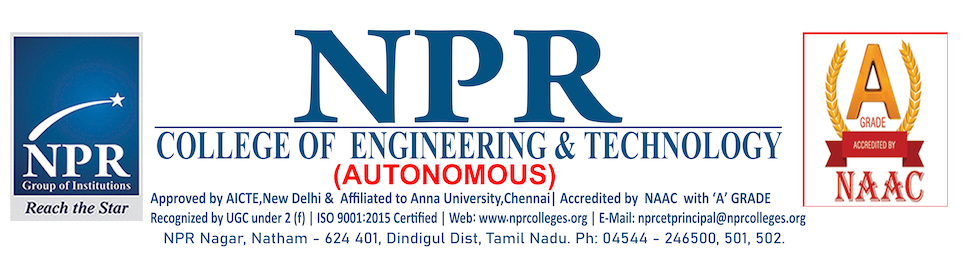 NPR
Group of Institutions
Reach the Star
NPR
COLLEGE OF ENGINEERING & TECHNOLOGY
(AUTONOMOUS)
Approved by AICTE,New Delhi & Affiliated to Anna University,Chennai| Accredited by NAAC with ‘A’ GRADE
Recognized by UGC under 2 (f) | ISO 9001:2015 Certified | Web: www.nprcolleges.org | E-Mail: nprcetprincipal@nprcolleges.org
NPR Nagar, Natham - 624 401, Dindigul Dist, Tamil Nadu. Ph: 04544 - 246500, 501, 502.
A
GRADE
ACCREDITED BY
NAAC